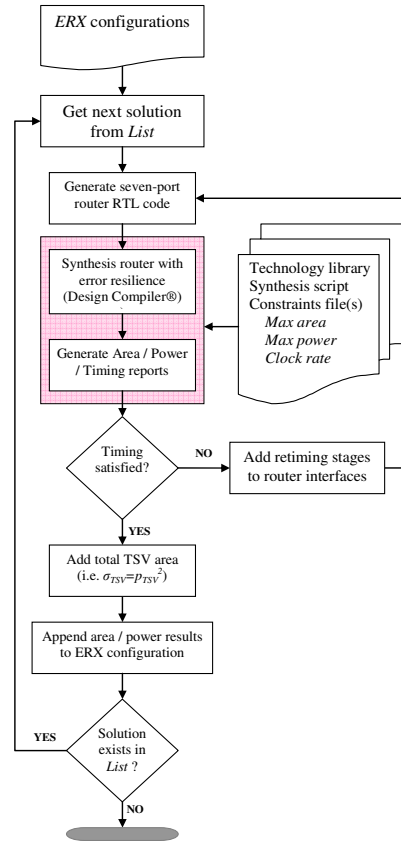 ERX configurations
Get next solution
from List
Generate seven-port
router RTL code
Synthesis router with
error resilience
(Design Compiler®)
Generate Area / Power
/ Timing reports
Technology library
Synthesis script
Constraints file(s)
Max area
Max power
Clock rate
Timing
satisfied?
NO
Add retiming stages
to router interfaces
YES
Add total TSV area
(i.e. σTSV=pTSV²)
Append area / power results
to ERX configuration
YES
Solution
exists in
List ?
NO